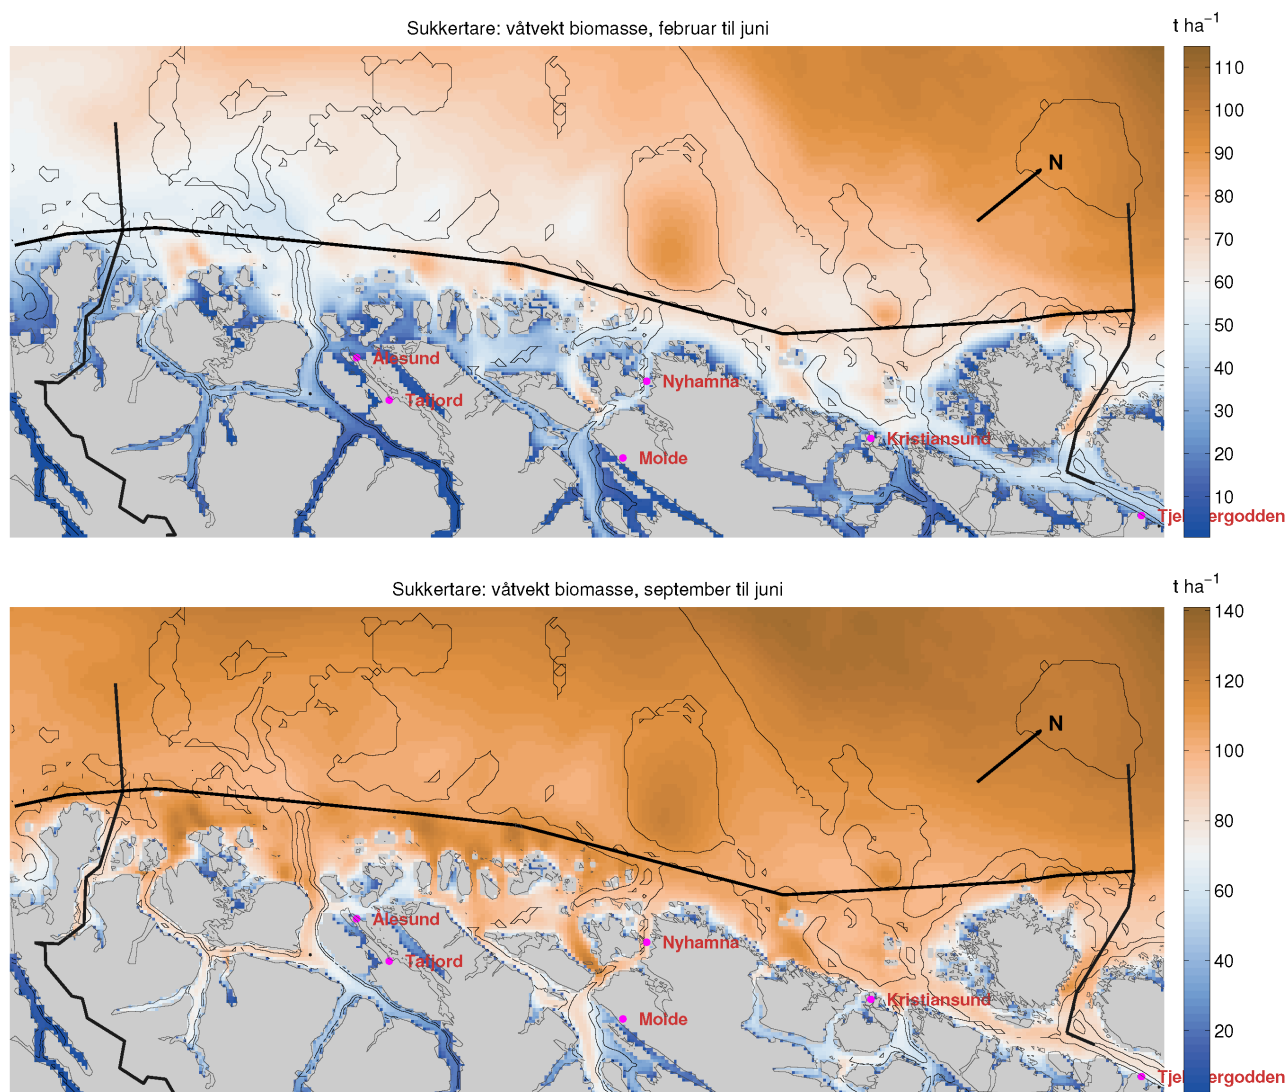 Sukkertare: våtvekt biomasse, februar til juni
t ha⁻¹
110
100
90
80
70
60
50
40
30
20
10
N
Ålesund
Tafjord
Nyhamna
Molde
Kristiansund
Sukkertare: våtvekt biomasse, september til juni
t ha⁻¹
140
120
100
80
60
40
20
N
Ålesund
Tafjord
Nyhamna
Molde
Kristiansund